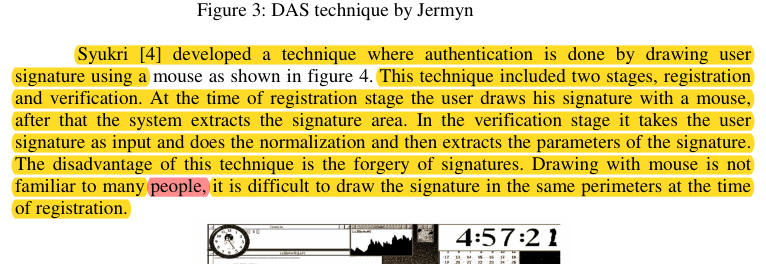 Figure 3: DAS technique by Jermyn
Syukri [4] developed a technique where authentication is done by drawing user
signature using a mouse as shown in figure 4. This technique included two stages, registration
and verification. At the time of registration stage the user draws his signature with a mouse,
after that the system extracts the signature area. In the verification stage it takes the user
signature as input and does the normalization and then extracts the parameters of the signature.
The disadvantage of this technique is the forgery of signatures. Drawing with mouse is not
familiar to many people, it is difficult to draw the signature in the same perimeters at the time
of registration.
4:57:21